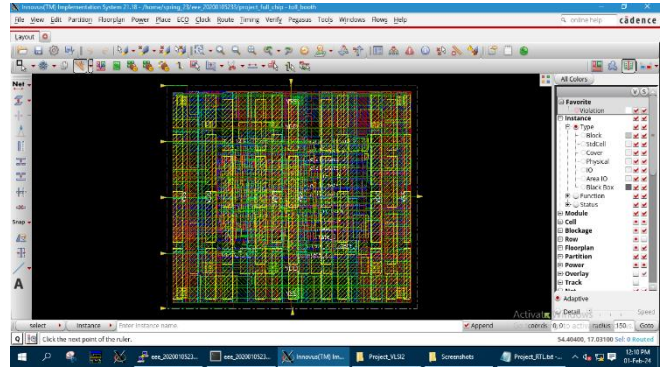 Innovus(TM) Implementation System 21.18 - /home/spring_23/eee_2020010523/project_full_chip - full_booth
File View Edit Partition Floorplan Power Place ECO Clock Route Timing Verify Pegasus Tools Windows Flows Help
cādence
Layout
All Colors
Net
V S
Favorite
Violation
Instance
Type
Block
StdCell
Cover
Physical
IO
Area IO
Black Box
Function
Status
Module
Cell
Blockage
Row
Floorplan
Partition
Power
Overlay
Track
Snap
A
Adaptive
Detail
Speed
select
Instance
Enter Instance name
Append
radius: 150
Goto
Q
Click the next point of the ruler.
54.40400, 17.03100 Sel: 0 Routed
eee_2020010523...
eee_2020010523...
Innovus(TM) Im...
Project_VLSI2
Screenshots
Project_RTL.txt -...
12:10 PM
01-Feb-24